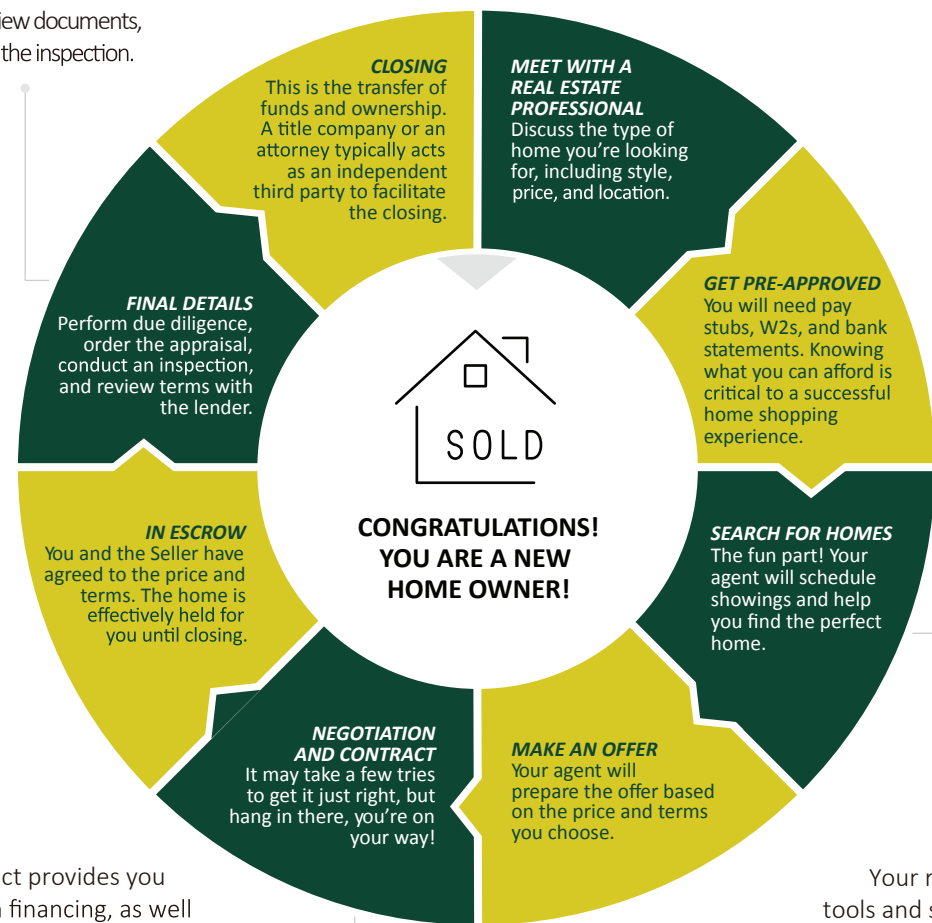 view documents,
the inspection.
CLOSING
This is the transfer of
funds and ownership.
A title company or an
attorney typically acts
as an independent
third party to facilitate
the closing.
MEET WITH A
REAL ESTATE
PROFESSIONAL
Discuss the type of
home you’re looking
for, including style,
price, and location.
GET PRE-APPROVED
You will need pay
stubs, W2s, and bank
statements. Knowing
what you can afford is
critical to a successful
home shopping
experience.
SEARCH FOR HOMES
The fun part! Your
agent will schedule
showings and help
you find the perfect
home.
MAKE AN OFFER
Your agent will
prepare the offer based
on the price and terms
you choose.
NEGOTIATION
AND CONTRACT
It may take a few tries
to get it just right, but
hang in there, you’re on
your way!
IN ESCROW
You and the Seller have
agreed to the price and
terms. The home is
effectively held for
you until closing.
FINAL DETAILS
Perform due diligence,
order the appraisal,
conduct an inspection,
and review terms with
the lender.
SOLD
CONGRATULATIONS!
YOU ARE A NEW
HOME OWNER!
provides you
financing, as well
Your
tools and